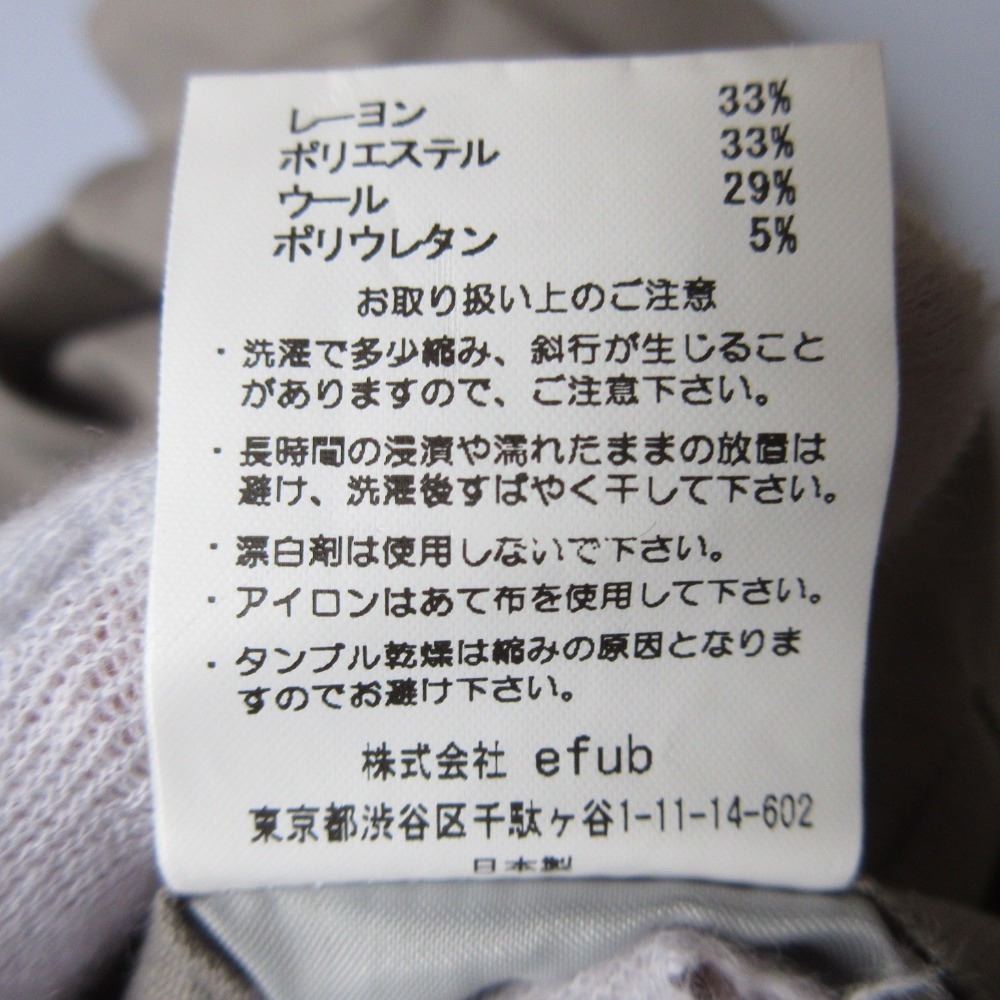 レーヨン 33%
ポリエステル 33%
ウール 29%
ポリウレタン 5%
お取り扱い上のご注意
・洗濯で多少縮み、斜行が生じること
がありますので、ご注意下さい。
・長時間の浸漬や濡れたままの放置は
避け、洗濯後すばやく干して下さい。
・漂白剤は使用しないで下さい。
・アイロンはあて布を使用して下さい。
・タンブル乾燥は縮みの原因となりま
すのでお避け下さい。
株式会社 efub
東京都渋谷区千駄ヶ谷1-11-14-602
日本製